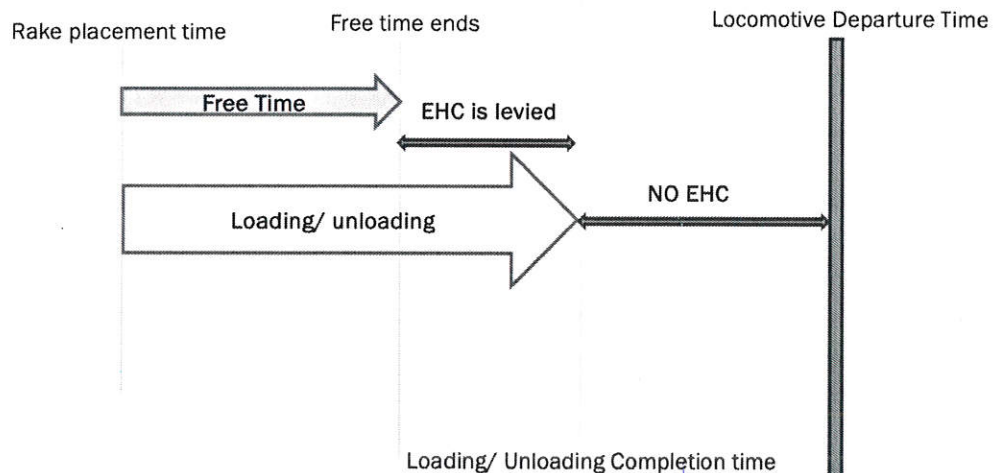 Rake placement time
Free time ends
Locomotive Departure Time
Free Time
EHC is levied
Loading/ unloading
NO EHC
Loading/ Unloading Completion time